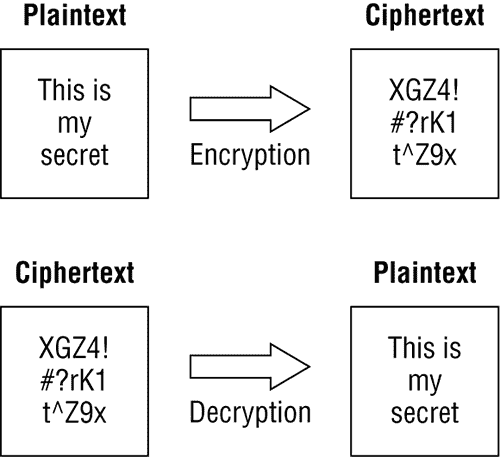 Plaintext
Ciphertext
This is
my
secret
Encryption
XGZ4!
#?rK1
t^Z9x
Ciphertext
Plaintext
XGZ4!
#?rK1
t^Z9x
Decryption
This is
my
secret